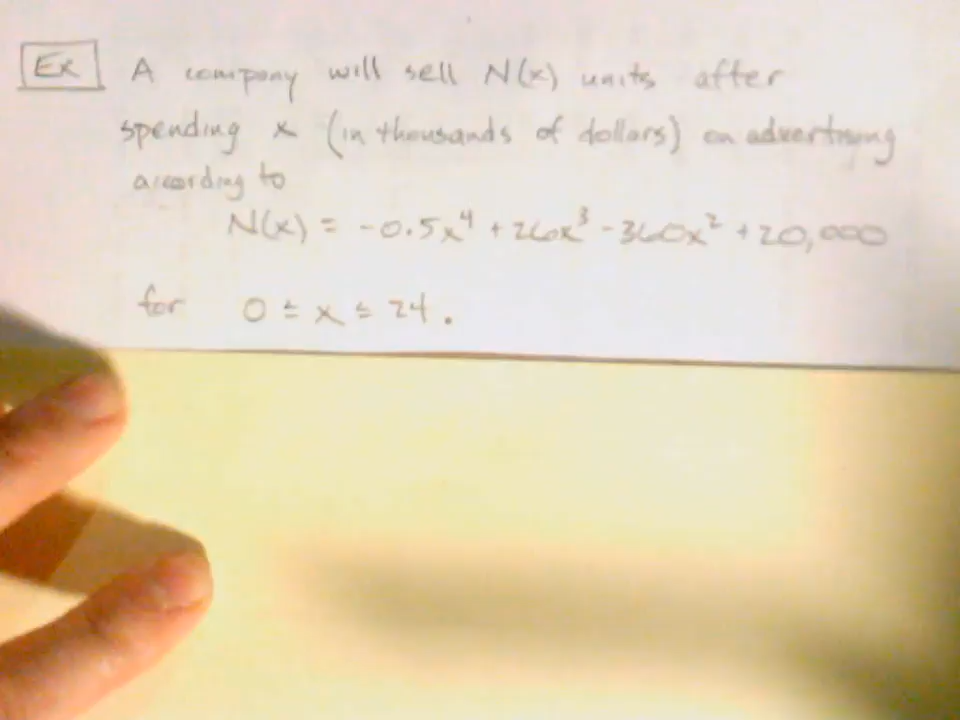 Ex A company will sell N(x) units after
spending x (in thousands of dollars) on advertising
according to
N(x) = -0.5x⁴ + 26x³ - 360x² + 20,000
for 0 ≤ x ≤ 24.